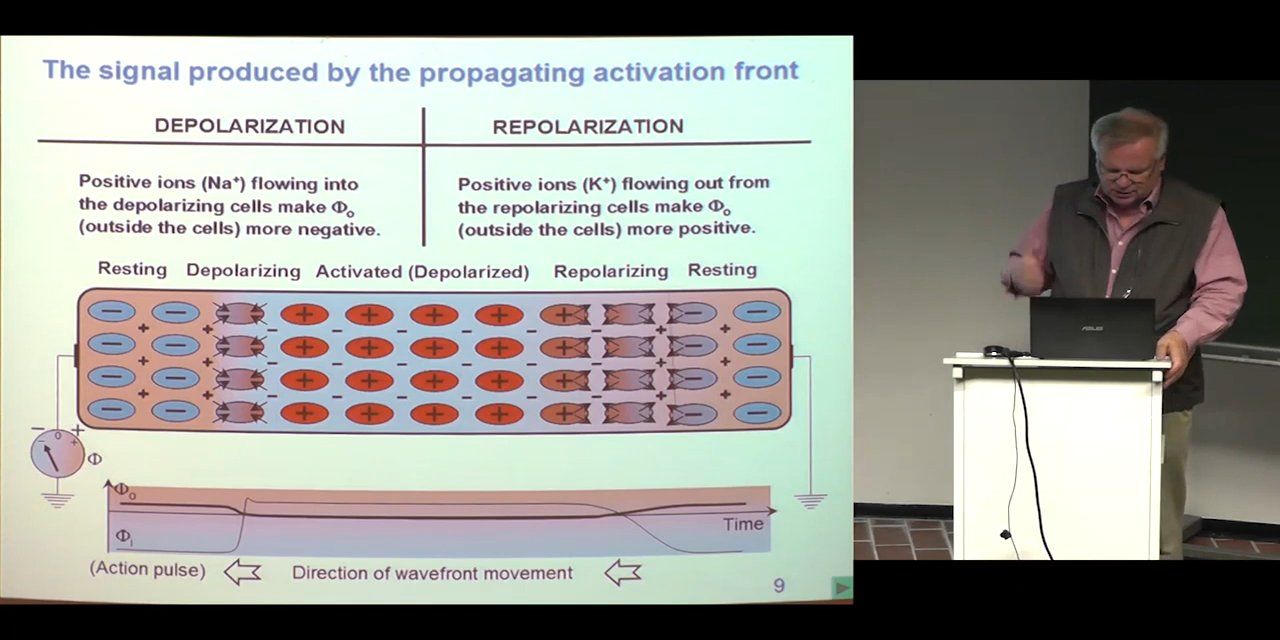 The signal produced by the propagating activation front
DEPOLARIZATION
REPOLARIZATION
Positive ions (Na⁺) flowing into
the depolarizing cells make Φₒ
(outside the cells) more negative.
Positive ions (K⁺) flowing out from
the repolarizing cells make Φₒ
(outside the cells) more positive.
Resting Depolarizing Activated (Depolarized) Repolarizing Resting
Φ
Φₒ
Φᵢ
Time
(Action pulse)
Direction of wavefront movement
9
ASUS